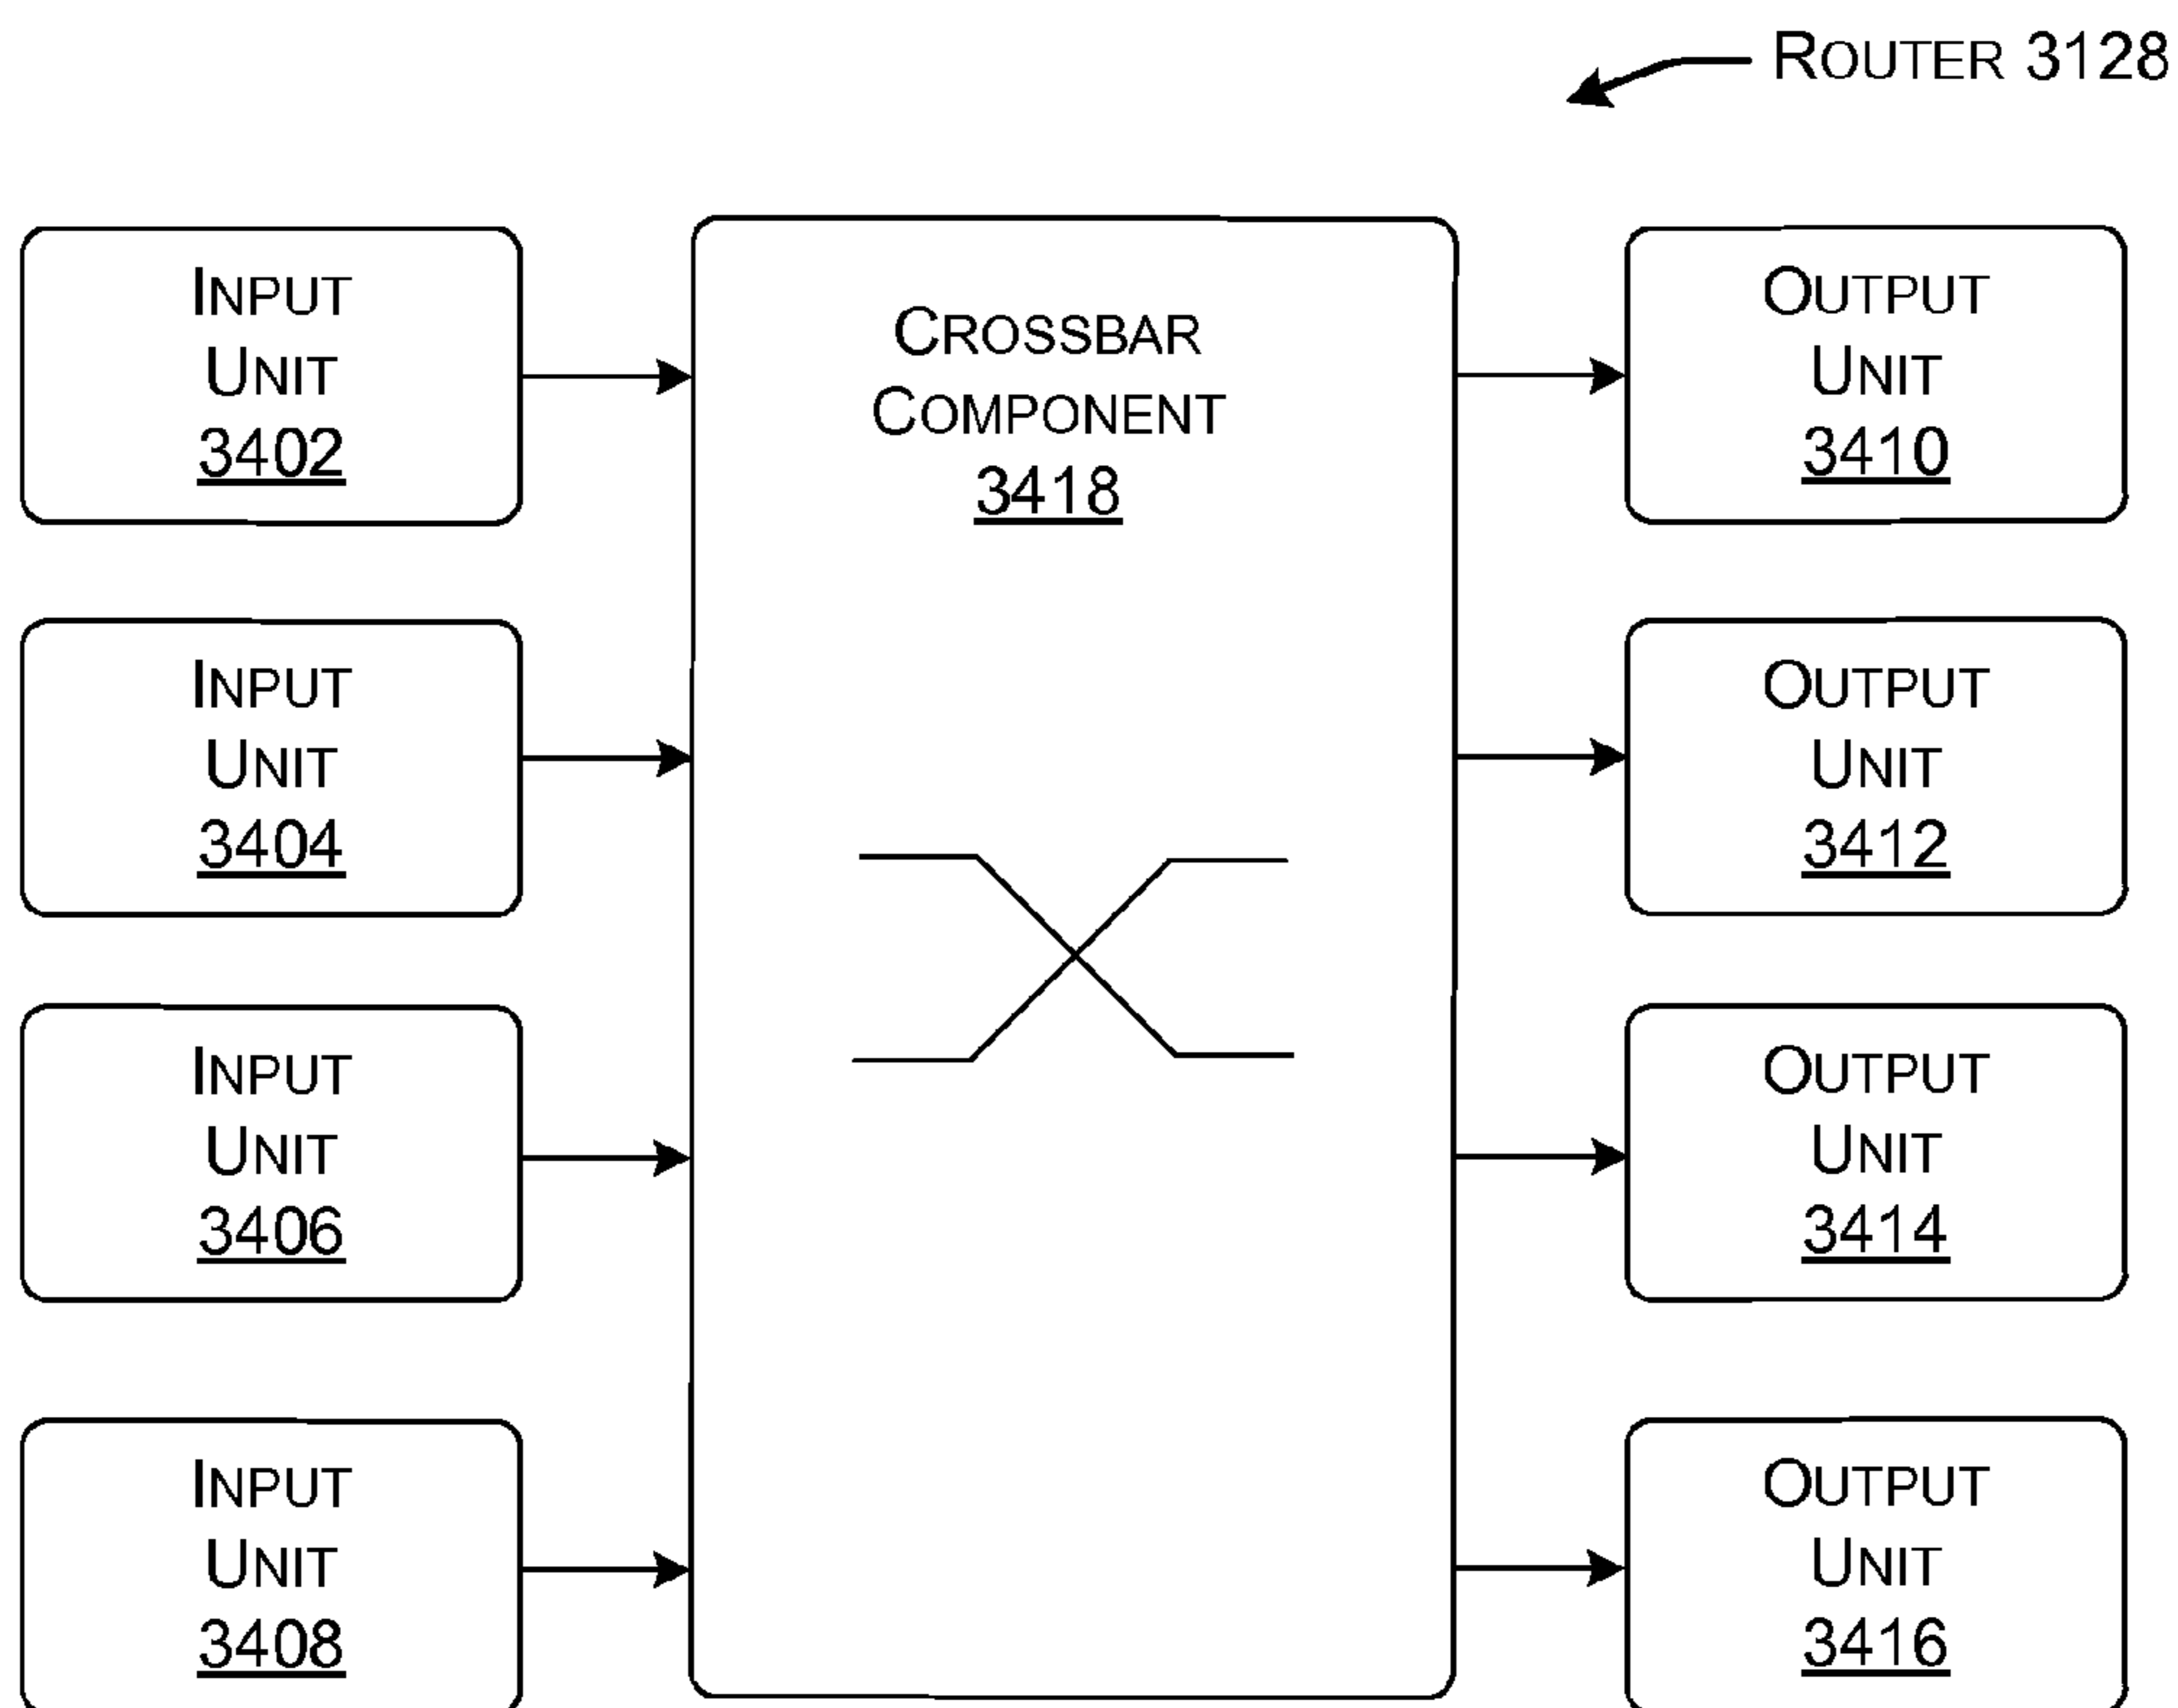 ROUTER 3128
INPUT
UNIT
3402
CROSSBAR
COMPONENT
3418
OUTPUT
UNIT
3410
INPUT
UNIT
3404
OUTPUT
UNIT
3412
INPUT
UNIT
3406
OUTPUT
UNIT
3414
INPUT
UNIT
3408
OUTPUT
UNIT
3416